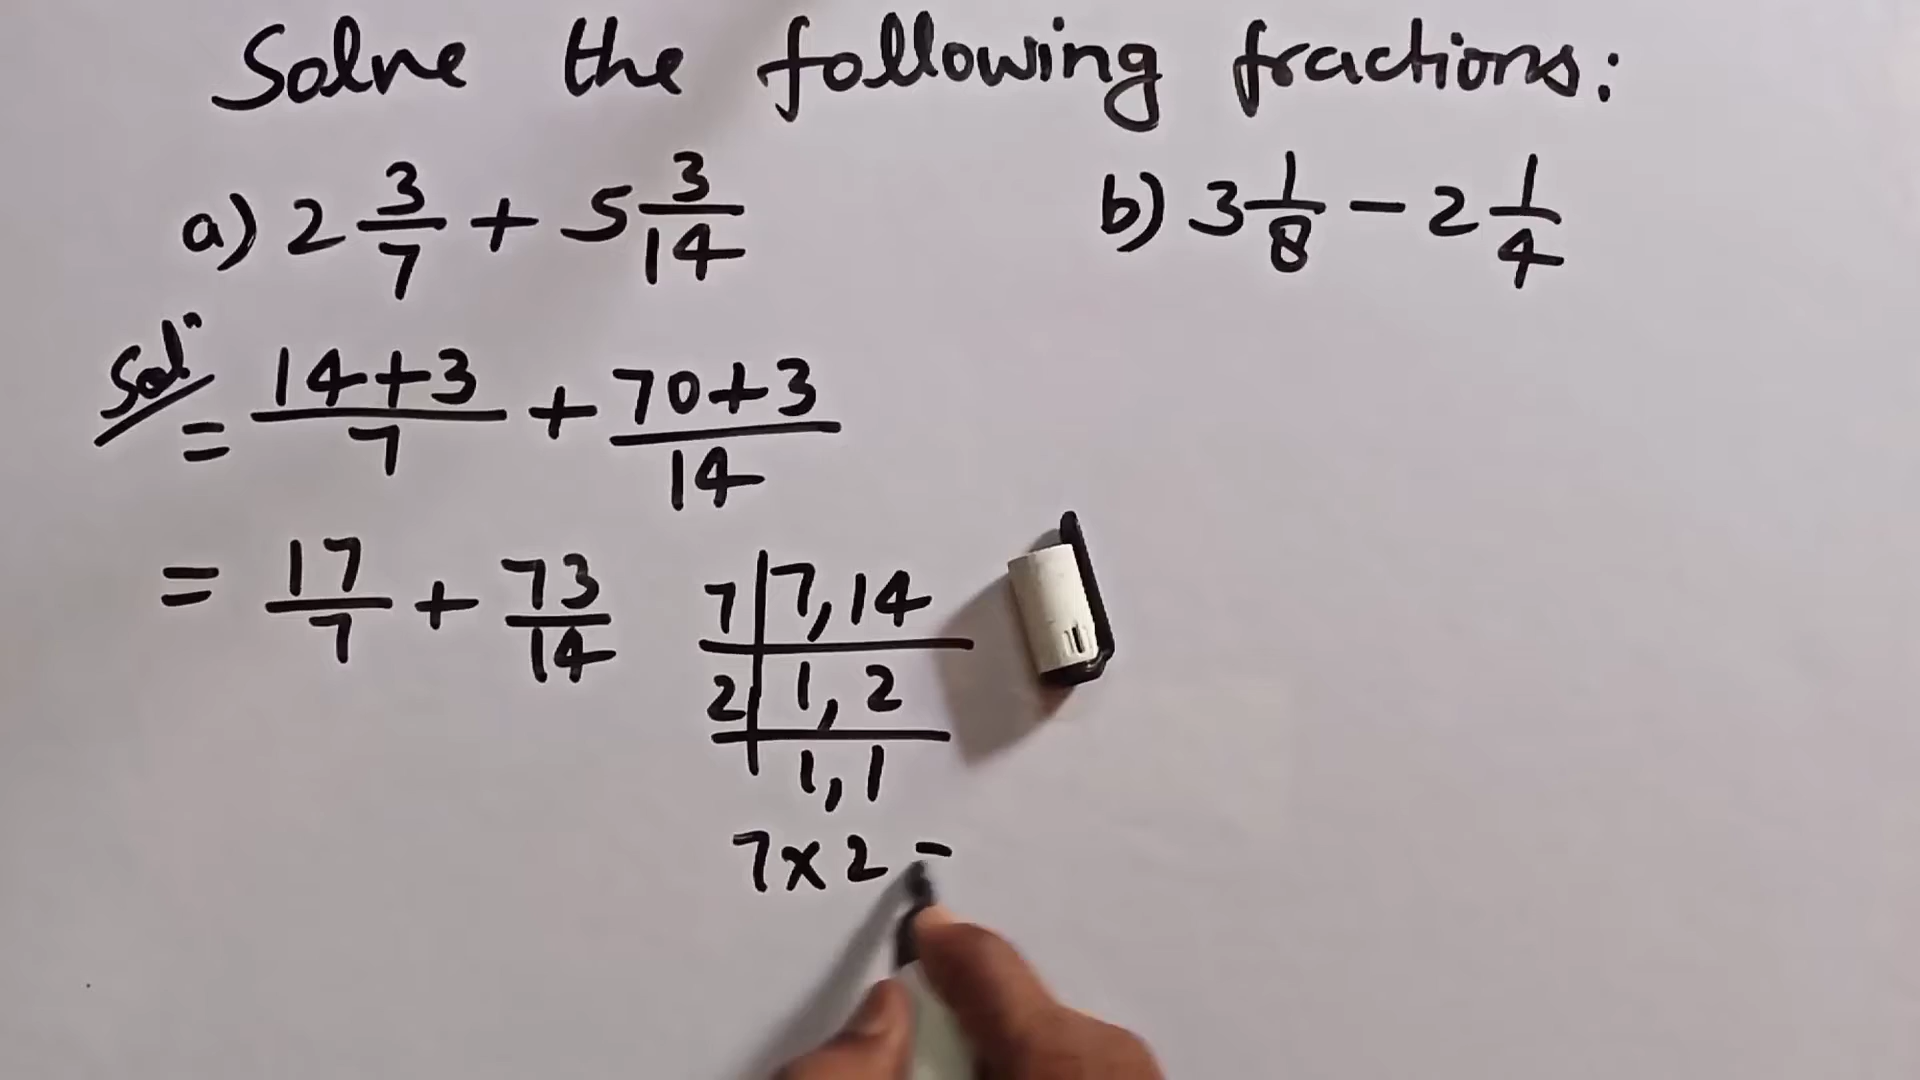 Solve the following fractions:
a) 2 3/7 + 5 3/14
b) 3 1/8 - 2 1/4
Sol"
= 14+3/7 + 70+3/14
= 17/7 + 73/14
7 | 7, 14
2 | 1, 2
1, 1
7 x 2 -